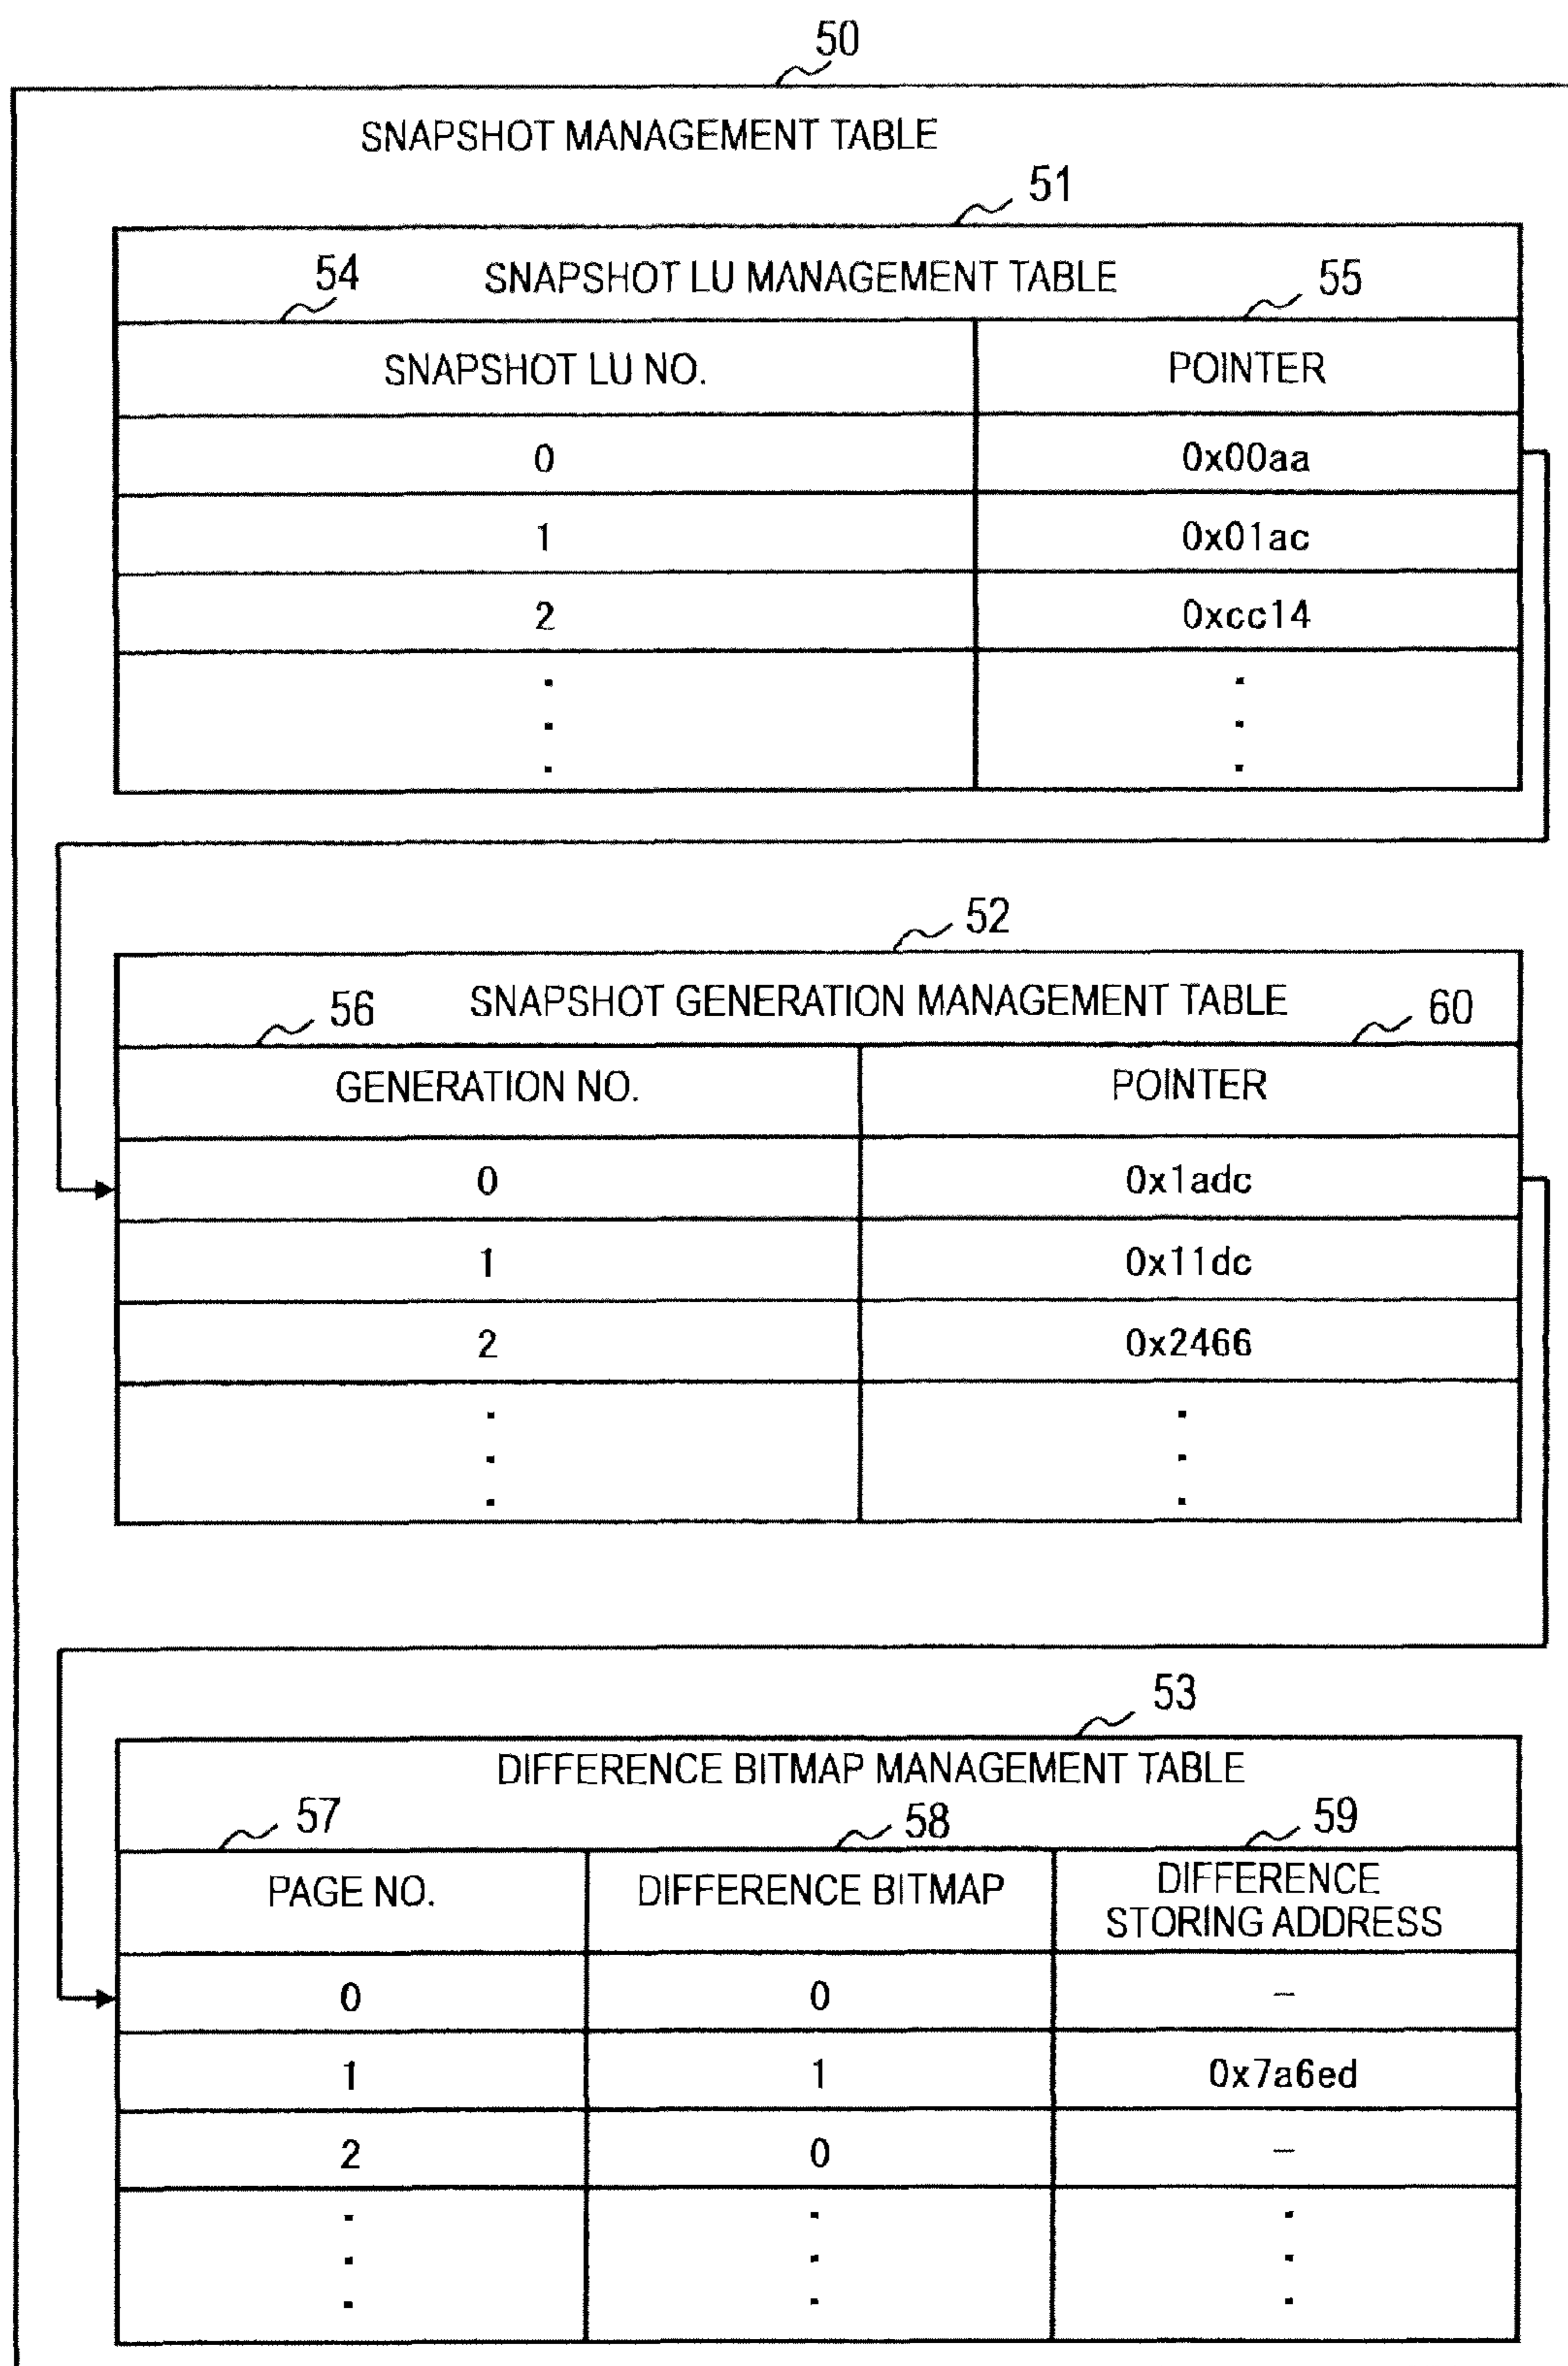 50
SNAPSHOT MANAGEMENT TABLE
51
54 SNAPSHOT LU MANAGEMENT TABLE 55
SNAPSHOT LU NO. POINTER
0 0x00aa
1 0x01ac
2 0xcc14
. .
. .
. .
52
56 SNAPSHOT GENERATION MANAGEMENT TABLE 60
GENERATION NO. POINTER
0 0x1adc
1 0x11dc
2 0x2466
. .
. .
. .
53
DIFFERENCE BITMAP MANAGEMENT TABLE
57 58 59
PAGE NO. DIFFERENCE BITMAP DIFFERENCE
STORING ADDRESS
0 0 –
1 1 0x7a6ed
2 0 –
. . .
. . .
. . .